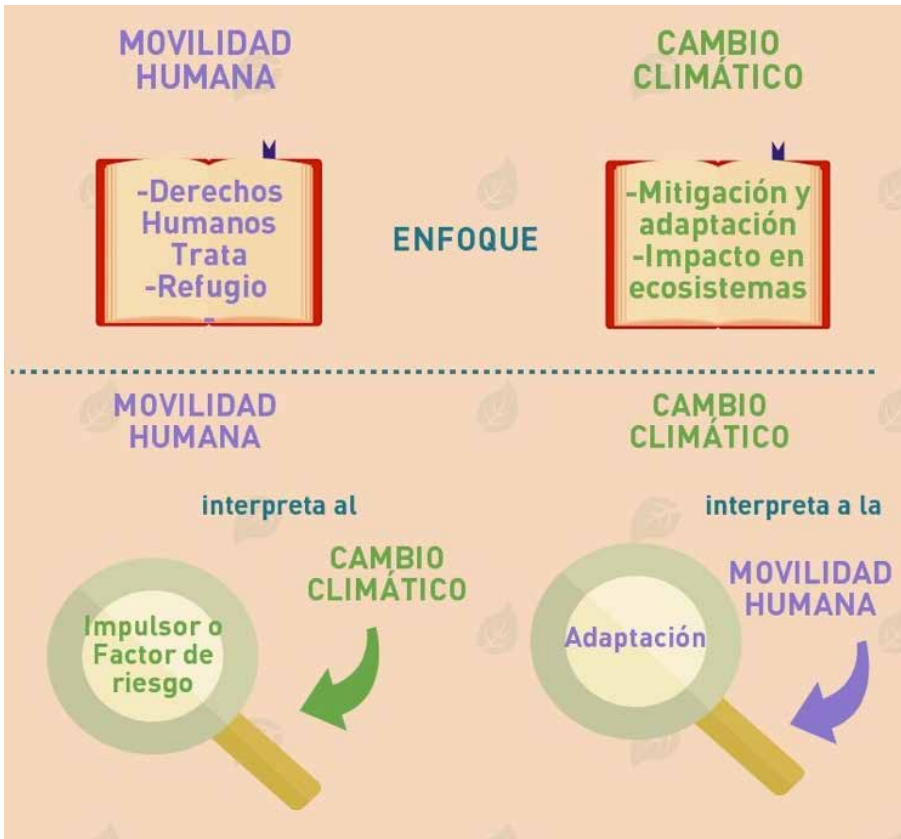 MOVILIDAD
HUMANA
CAMBIO
CLIMÁTICO
-Derechos
Humanos
Trata
-Refugio
-
ENFOQUE
-Mitigación y
adaptación
-Impacto en
ecosistemas
MOVILIDAD
HUMANA
CAMBIO
CLIMÁTICO
interpreta al
interpreta a la
CAMBIO
CLIMÁTICO
MOVILIDAD
HUMANA
Impulsor o
Factor de
riesgo
Adaptación